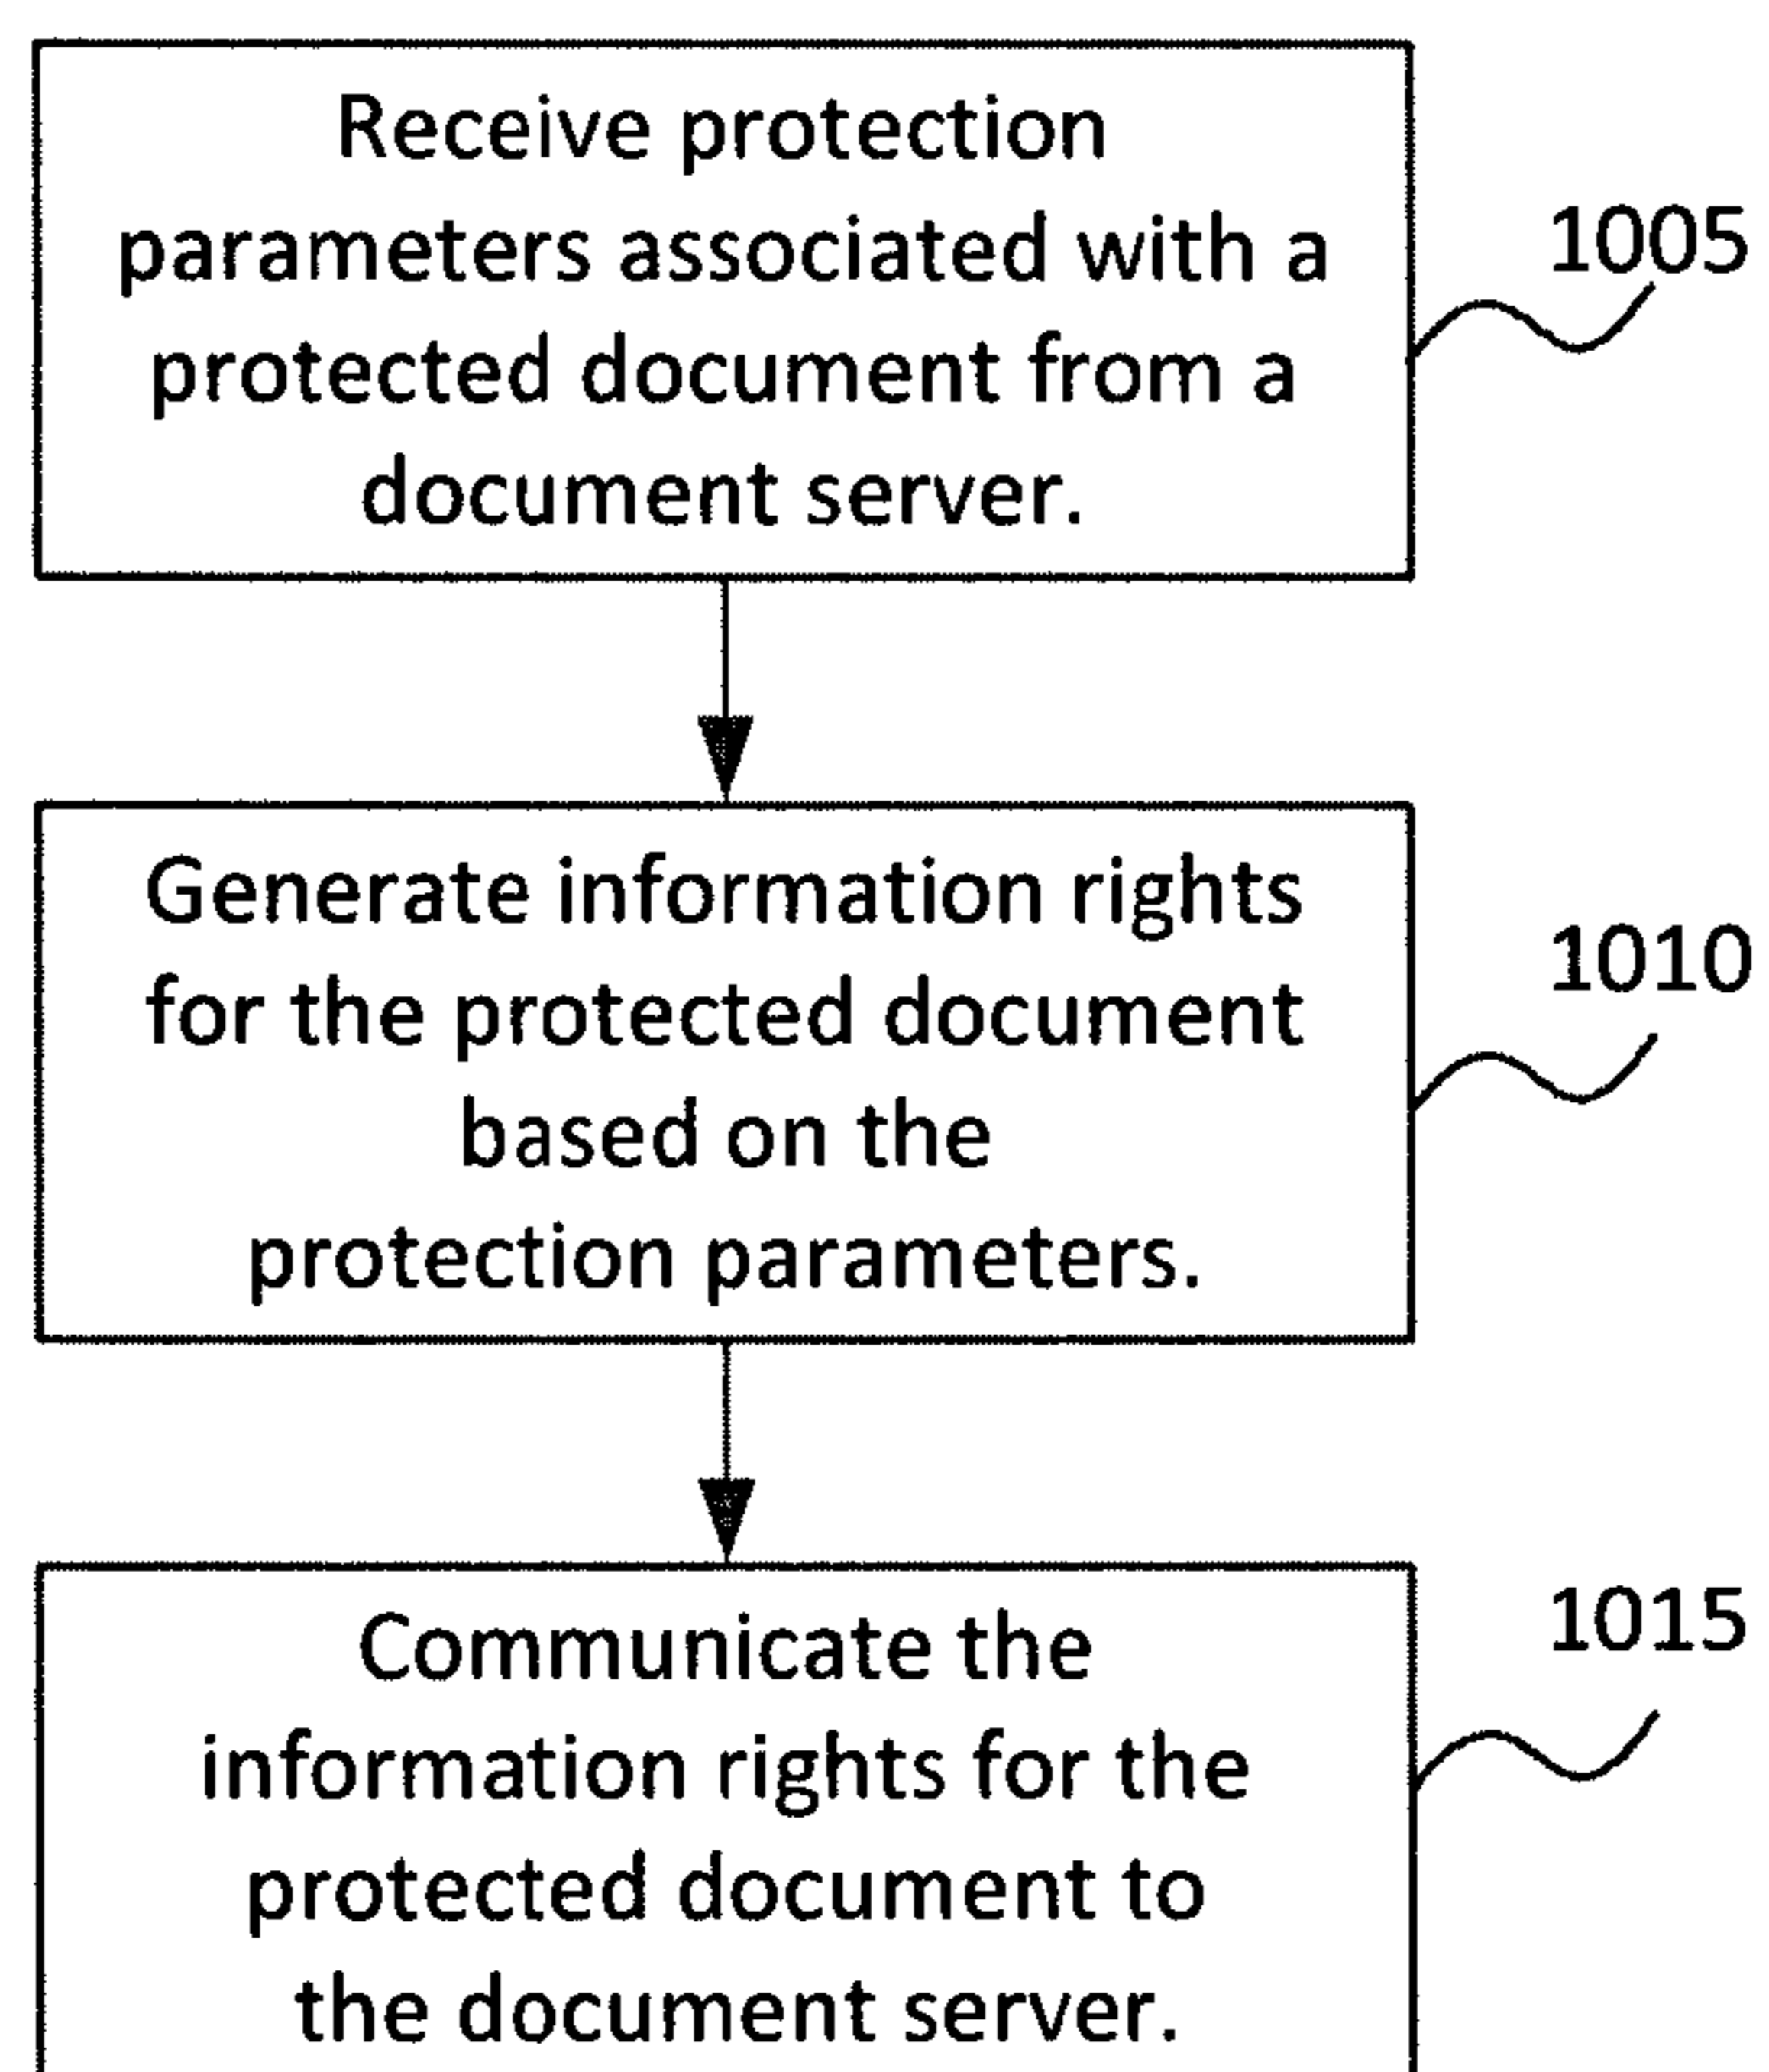 Receive protection
parameters associated with a
protected document from a
document server.
1005
Generate information rights
for the protected document
based on the
protection parameters.
1010
Communicate the
information rights for the
protected document to
the document server.
1015